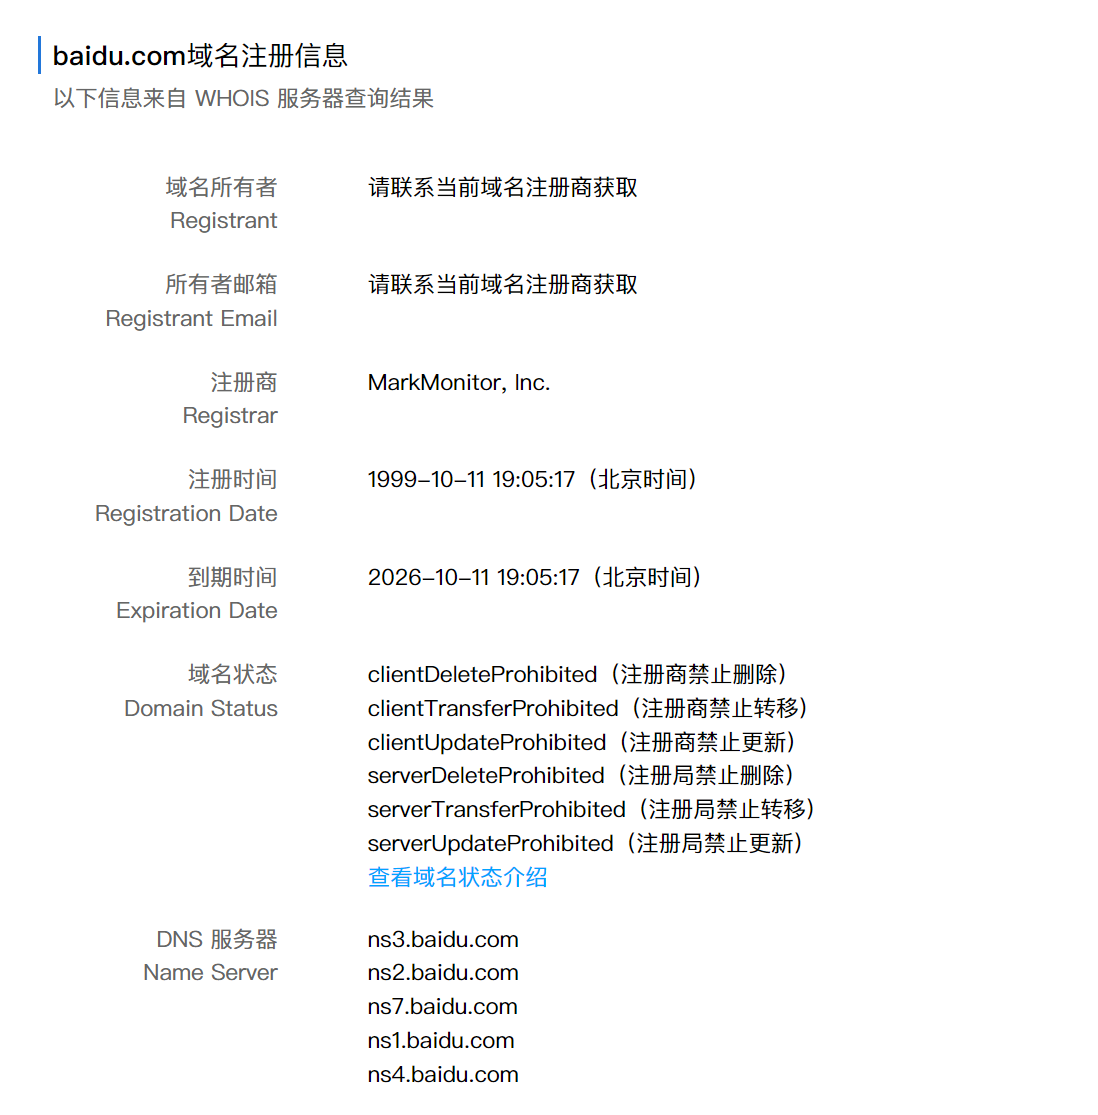 baidu.com域名注册信息
以下信息来自 WHOIS 服务器查询结果
域名所有者
Registrant
请联系当前域名注册商获取
所有者邮箱
Registrant Email
请联系当前域名注册商获取
注册商
Registrar
MarkMonitor, Inc.
注册时间
Registration Date
1999-10-11 19:05:17（北京时间）
到期时间
Expiration Date
2026-10-11 19:05:17（北京时间）
域名状态
Domain Status
clientDeleteProhibited（注册商禁止删除）
clientTransferProhibited（注册商禁止转移）
clientUpdateProhibited（注册商禁止更新）
serverDeleteProhibited（注册局禁止删除）
serverTransferProhibited（注册局禁止转移）
serverUpdateProhibited（注册局禁止更新）
查看域名状态介绍
DNS 服务器
Name Server
ns3.baidu.com
ns2.baidu.com
ns7.baidu.com
ns1.baidu.com
ns4.baidu.com